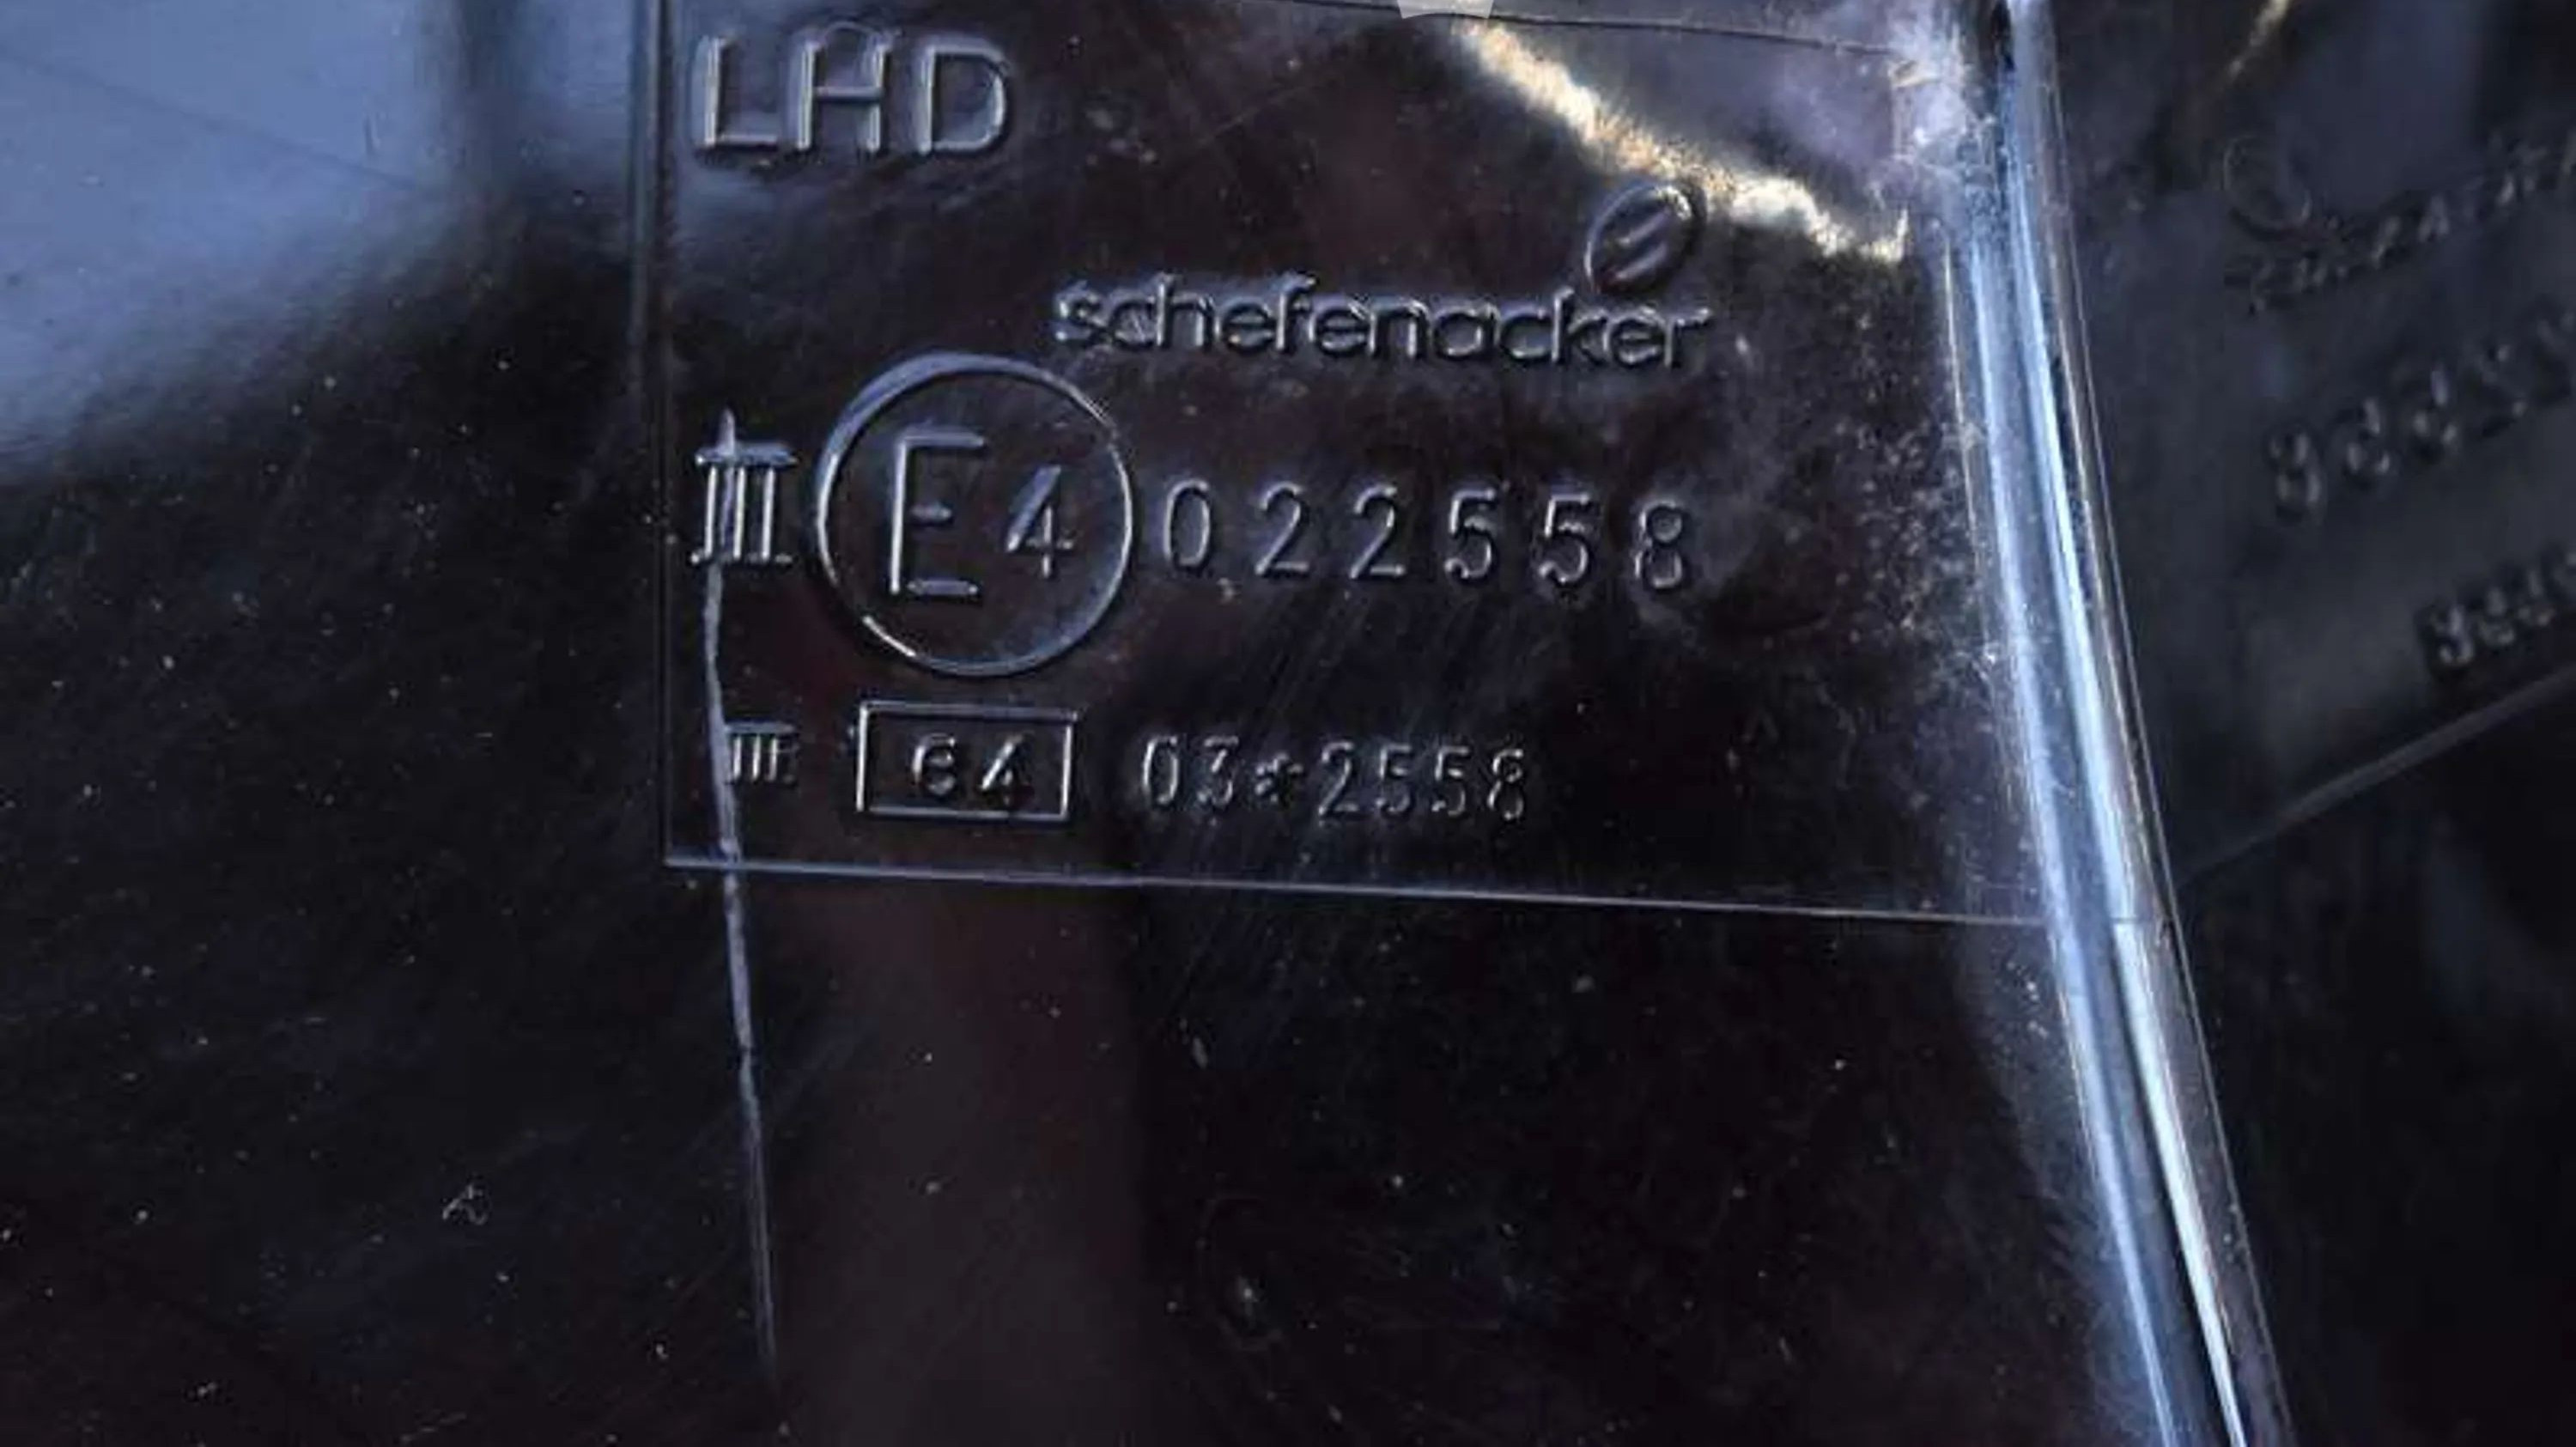 LHD
schefenacker
III E4 022558
III e4 03*2558